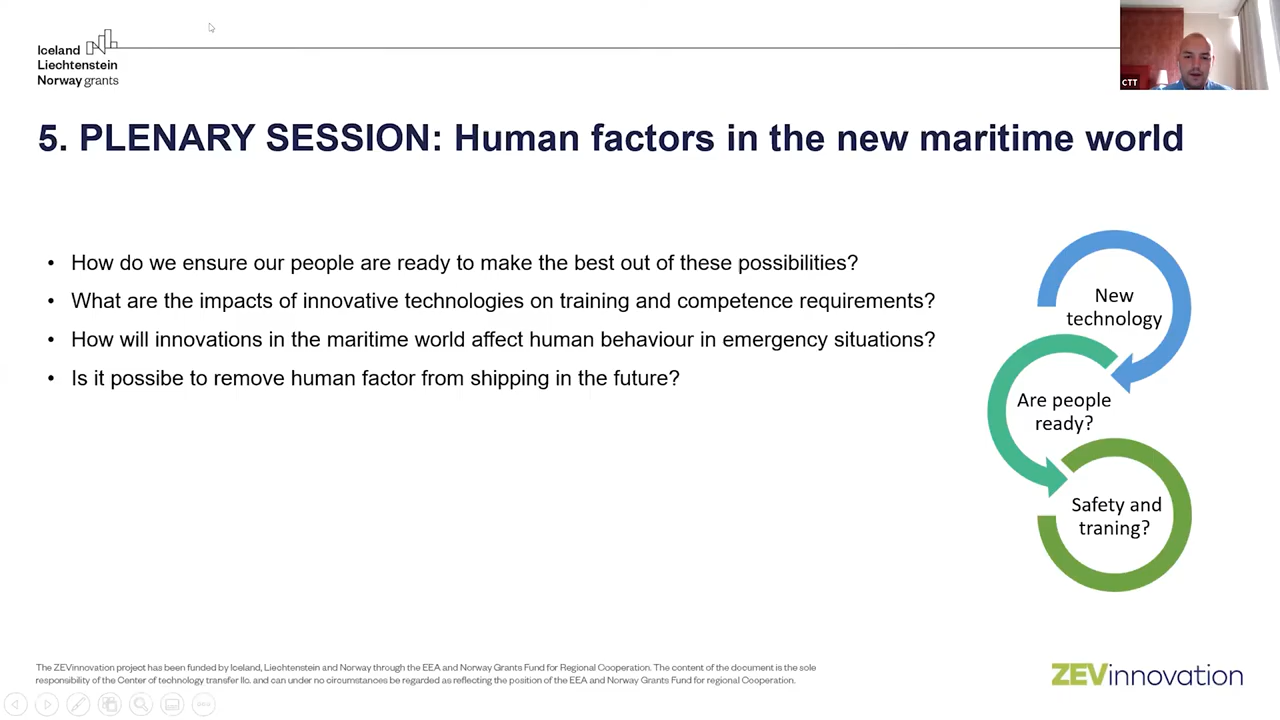 Iceland
Liechtenstein
Norway grants
CTT
5. PLENARY SESSION: Human factors in the new maritime world
• How do we ensure our people are ready to make the best out of these possibilities?
• What are the impacts of innovative technologies on training and competence requirements?
• How will innovations in the maritime world affect human behaviour in emergency situations?
• Is it possibe to remove human factor from shipping in the future?
New
technology
Are people
ready?
Safety and
traning?
The ZEVinnovation project has been funded by Iceland, Liechtenstein and Norway through the EEA and Norway Grants Fund for Regional Cooperation. The content of the document is the sole
responsibility of the Center of technology transfer llc. and can under no circumstances be regarded as reflecting the position of the EEA and Norway Grants Fund for regional Cooperation.
ZEVinnovation